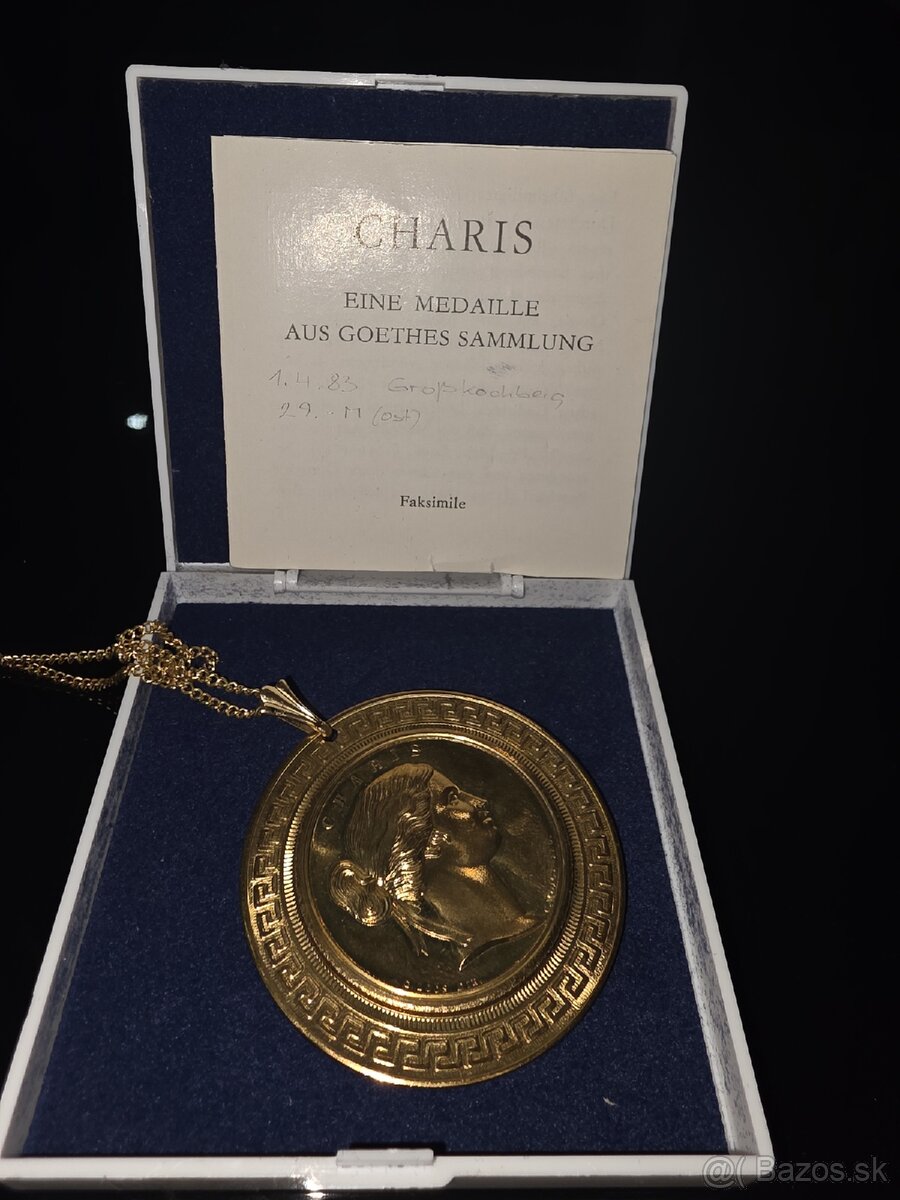 CHARIS
EINE MEDAILLE
AUS GOETHES SAMMLUNG
1.4.83 Großkochberg
29.- M (ost)
Faksimile
CHARIS
@( Bazos.sk